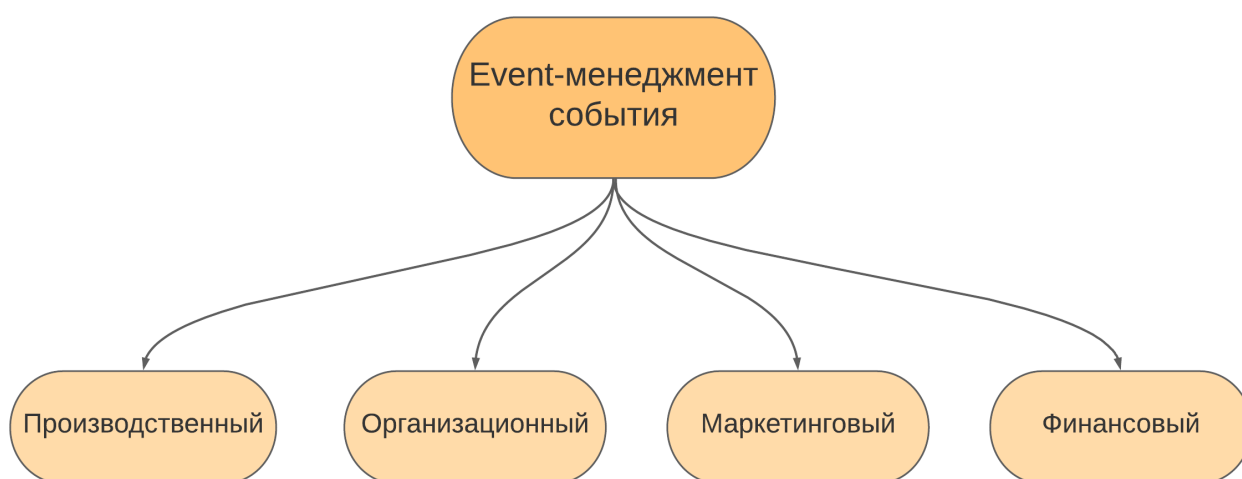 Event-менеджмент
события
Производственный
Организационный
Маркетинговый
Финансовый